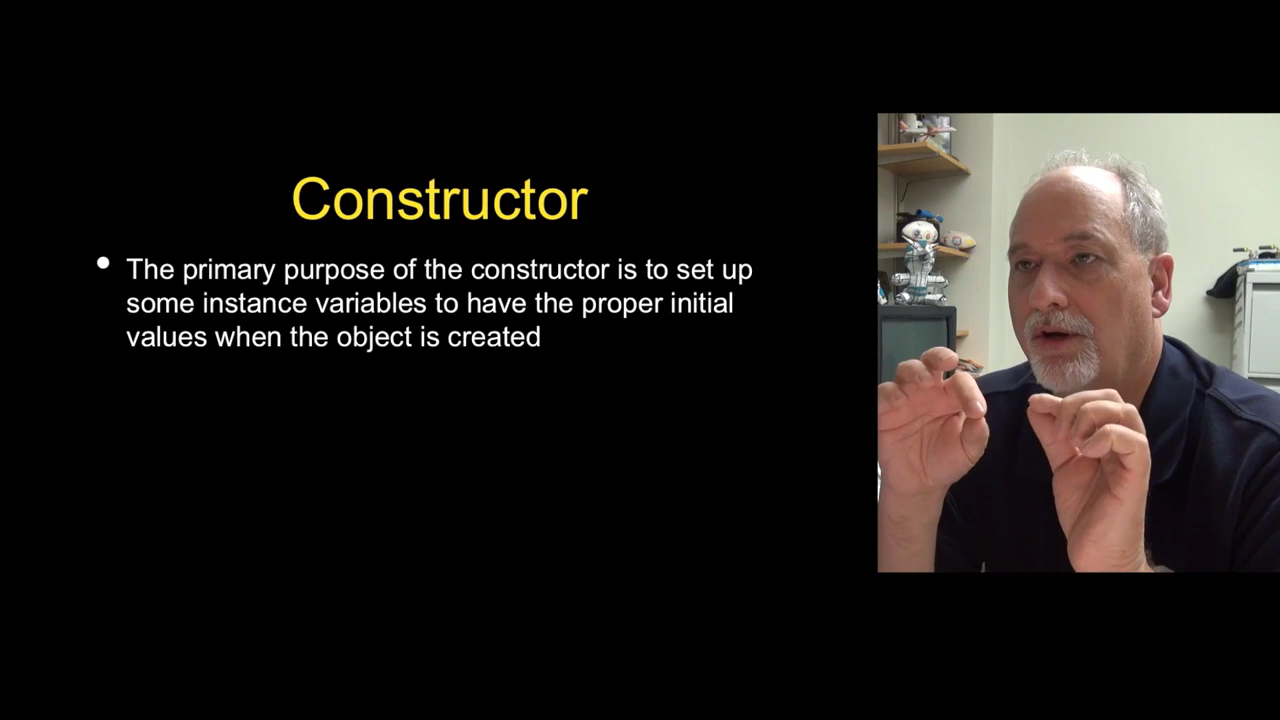 Constructor
• The primary purpose of the constructor is to set up
some instance variables to have the proper initial
values when the object is created